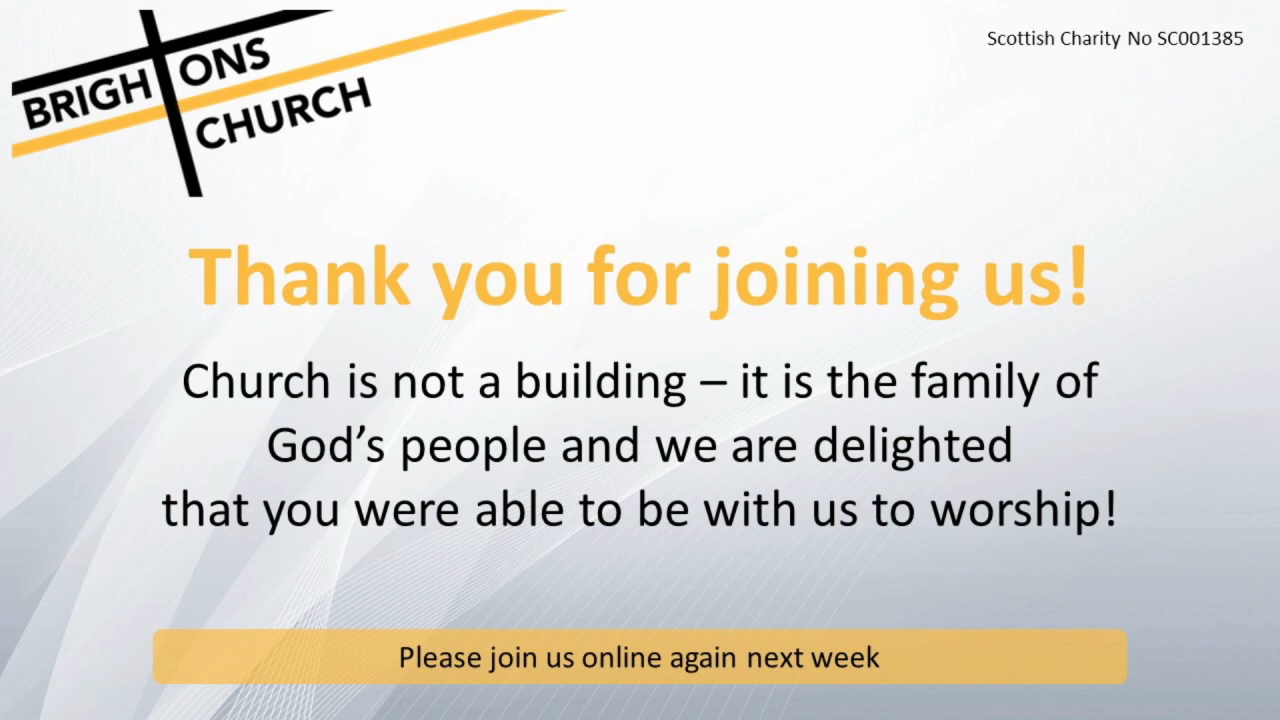 BRIGHTONS
CHURCH
Scottish Charity No SC001385
Thank you for joining us!
Church is not a building – it is the family of
God’s people and we are delighted
that you were able to be with us to worship!
Please join us online again next week